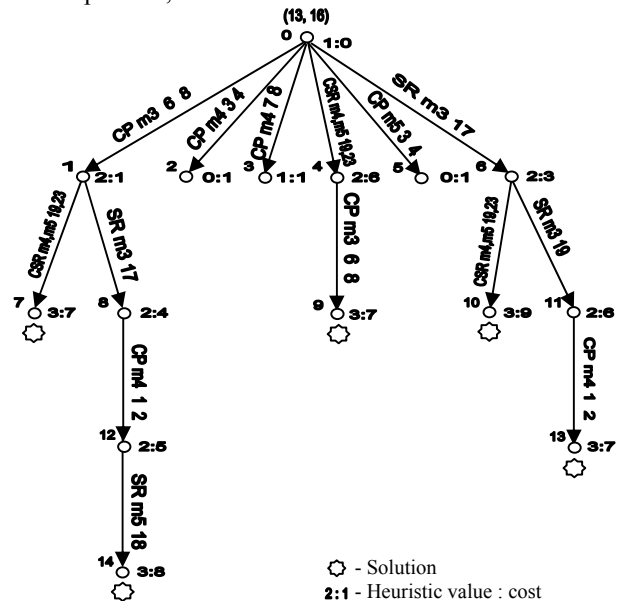 (13, 16)
0 1:0
CP m3 6 8
CP m4 3 4
CP m4 7 8
CSR m4,m5 19,23
CP m5 3 4
SR m3 17
1 2:1
2 0:1
3 1:1
4 2:6
5 0:1
6 2:3
CSR m4,m5 19,23
SR m3 17
CP m3 6 8
CSR m4,m5 19,23
SR m3 19
7 3:7
8 2:4
9 3:7
10 3:9
11 2:6
CP m4 1 2
CP m4 1 2
12 2:5
13 3:7
SR m5 18
14 3:8
- Solution
2:1 - Heuristic value : cost